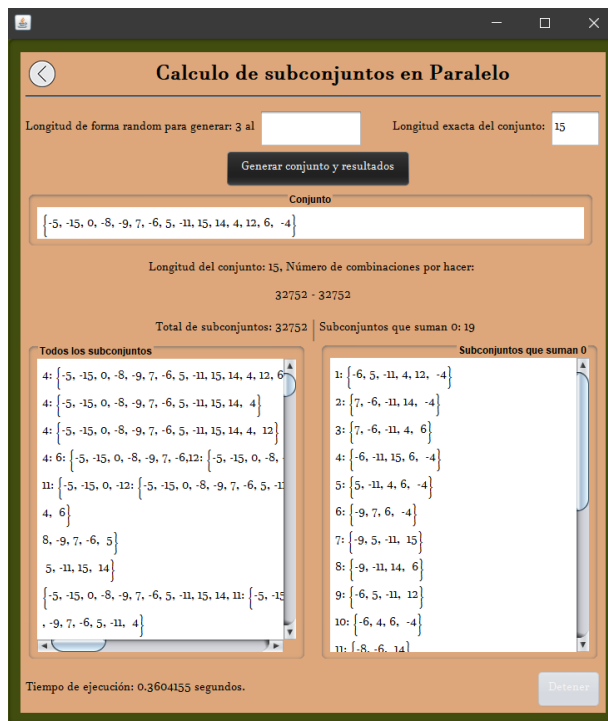 Calculo de subconjuntos en Paralelo
Longitud de forma random para generar: 3 al
Longitud exacta del conjunto: 15
Generar conjunto y resultados
Conjunto
{-5, -15, 0, -8, -9, 7, -6, 5, -11, 15, 14, 4, 12, 6, -4}
Longitud del conjunto: 15, Número de combinaciones por hacer:
32752 - 32752
Total de subconjuntos: 32752 | Subconjuntos que suman 0: 19
Todos los subconjuntos
4: {-5, -15, 0, -8, -9, 7, -6, 5, -11, 15, 14, 4, 12, 6
4: {-5, -15, 0, -8, -9, 7, -6, 5, -11, 15, 14, 4}
4: {-5, -15, 0, -8, -9, 7, -6, 5, -11, 15, 14, 4, 12}
4: 6: {-5, -15, 0, -8, -9, 7, -6,12: {-5, -15, 0, -8,
11: {-5, -15, 0, -12: {-5, -15, 0, -8, -9, 7, -6, 5, -11
4, 6}
8, -9, 7, -6, 5}
5, -11, 15, 14}
{-5, -15, 0, -8, -9, 7, -6, 5, -11, 15, 14, 11: {-5, -15
, -9, 7, -6, 5, -11, 4}
Subconjuntos que suman 0
1: {-6, 5, -11, 4, 12, -4}
2: {7, -6, -11, 14, -4}
3: {7, -6, -11, 4, 6}
4: {-6, -11, 15, 6, -4}
5: {5, -11, 4, 6, -4}
6: {-9, 7, 6, -4}
7: {-9, 5, -11, 15}
8: {-9, -11, 14, 6}
9: {-6, 5, -11, 12}
10: {-6, 4, 6, -4}
11: {-8, -6, 14}
Tiempo de ejecución: 0.3604155 segundos.
Detener